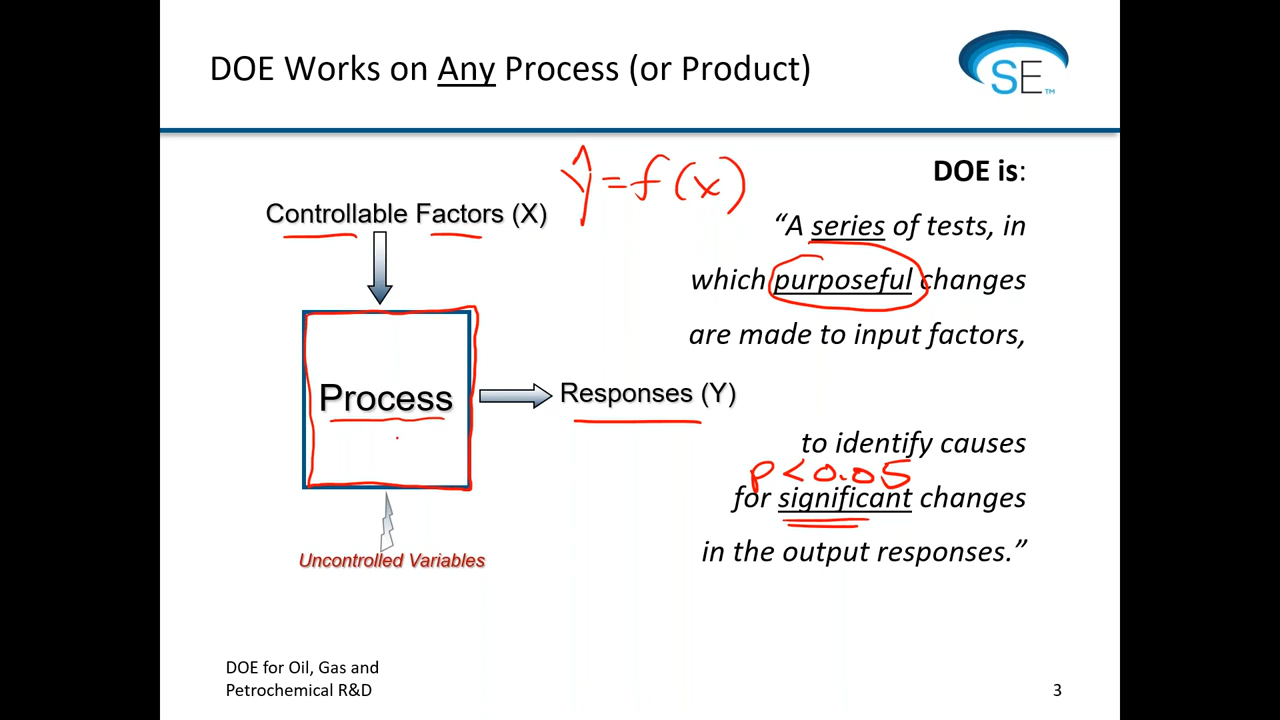 DOE Works on Any Process (or Product)
SE™
Ŷ = f(x)
DOE is:
Controllable Factors (X)
“A series of tests, in
which purposeful changes
are made to input factors,
Process
Responses (Y)
to identify causes
p < 0.05
for significant changes
in the output responses.”
Uncontrolled Variables
DOE for Oil, Gas and
Petrochemical R&D
3